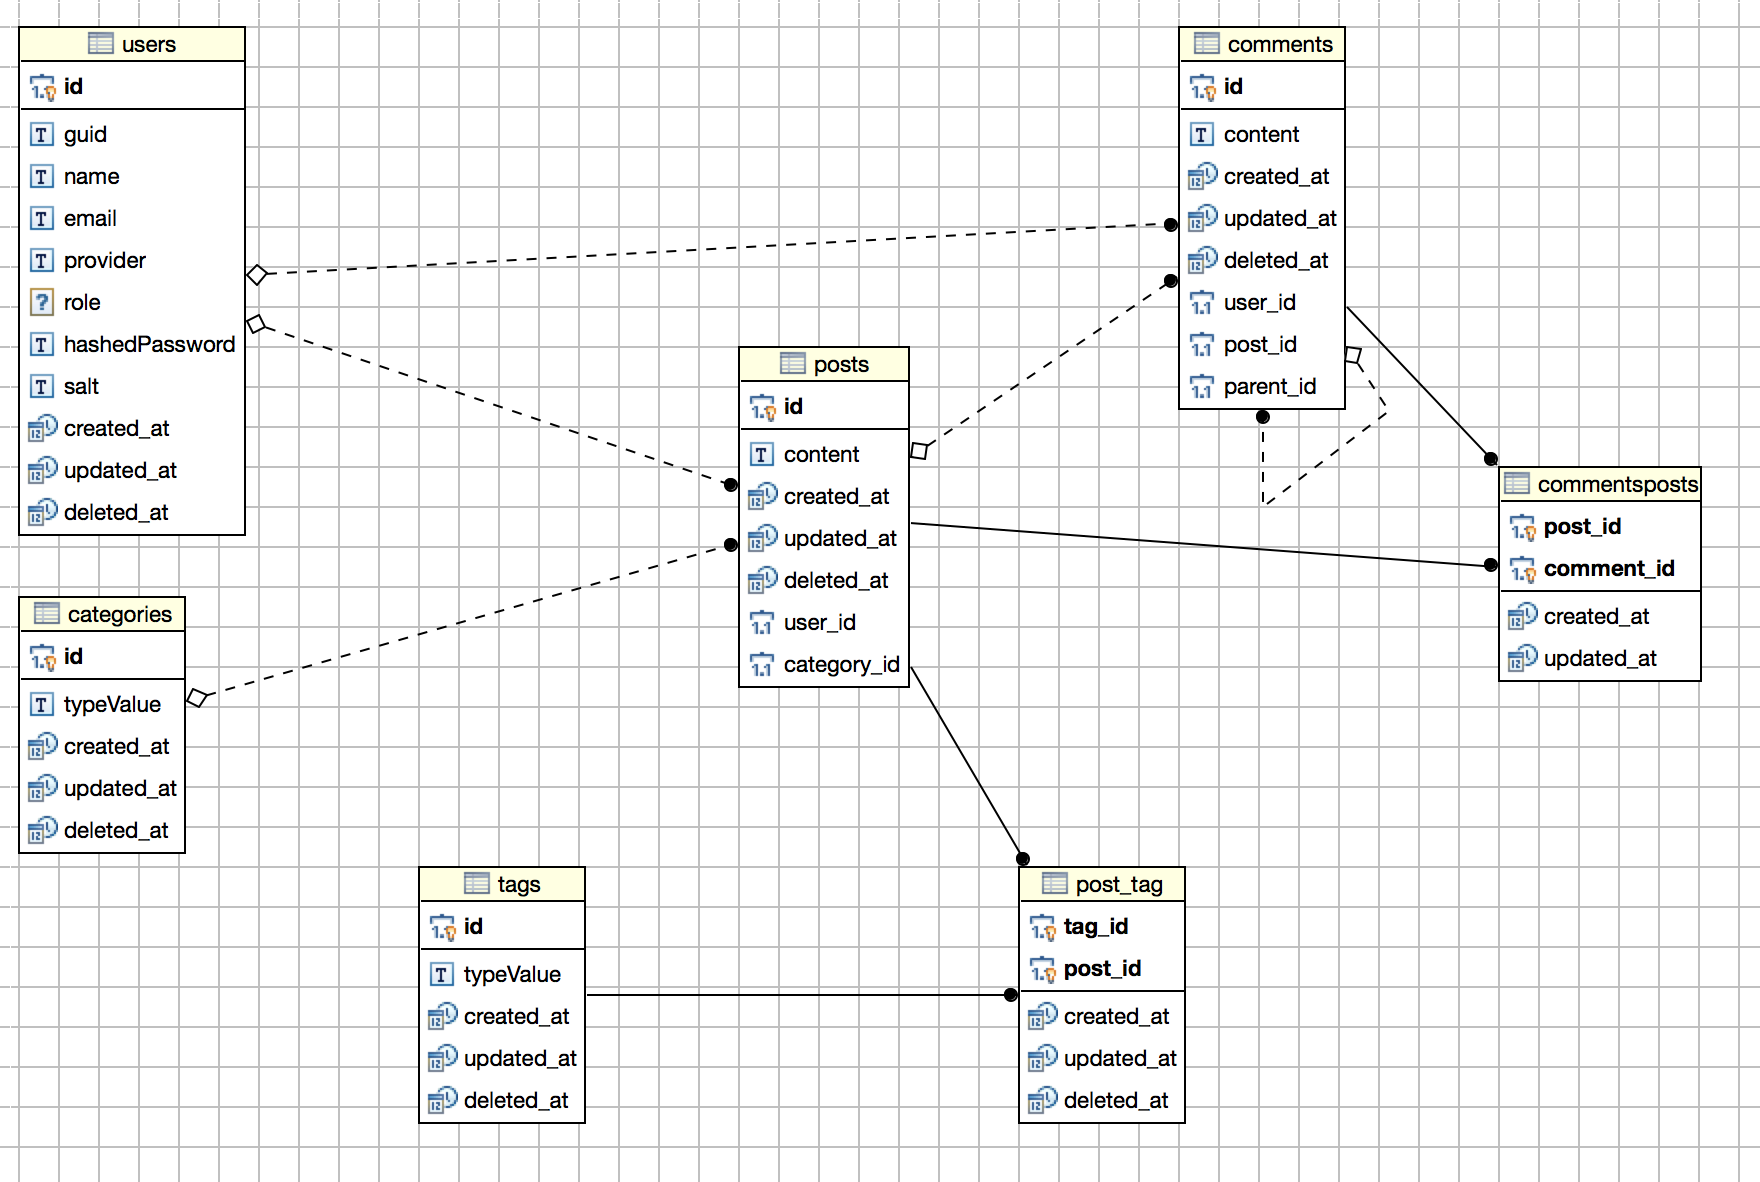 users
id
guid
name
email
provider
role
hashedPassword
salt
created_at
updated_at
deleted_at
comments
id
content
created_at
updated_at
deleted_at
user_id
post_id
parent_id
posts
id
content
created_at
updated_at
deleted_at
user_id
category_id
commentsposts
post_id
comment_id
created_at
updated_at
categories
id
typeValue
created_at
updated_at
deleted_at
tags
id
typeValue
created_at
updated_at
deleted_at
post_tag
tag_id
post_id
created_at
updated_at
deleted_at